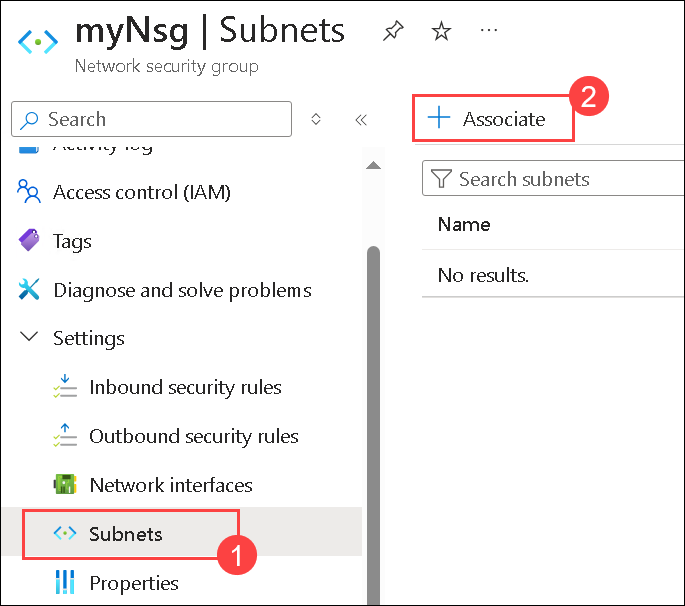 myNsg | Subnets
Network security group
Search
Activity log
Access control (IAM)
Tags
Diagnose and solve problems
Settings
Inbound security rules
Outbound security rules
Network interfaces
Subnets
1
Properties
2
Associate
Search subnets
Name
No results.